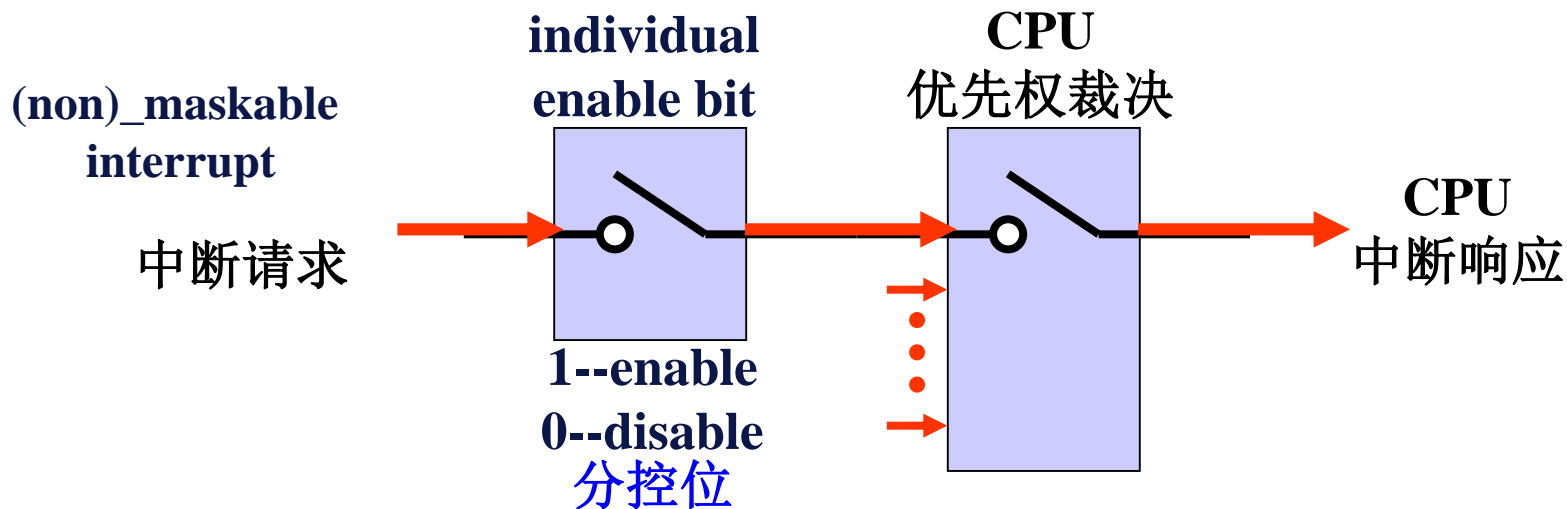 (non)_maskable
interrupt
中断请求
individual
enable bit
1--enable
0--disable
分控位
CPU
优先权裁决
CPU
中断响应